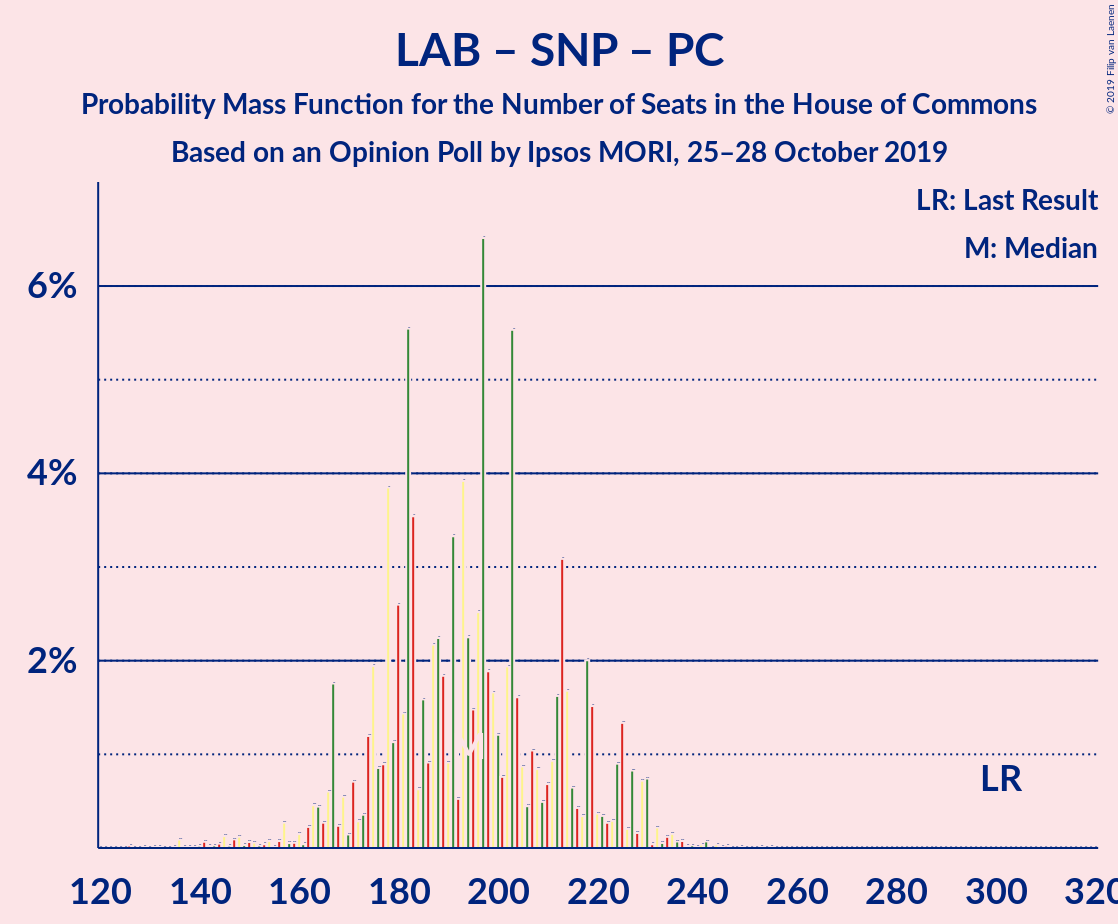 LAB – SNP – PC
Probability Mass Function for the Number of Seats in the House of Commons
Based on an Opinion Poll by Ipsos MORI, 25–28 October 2019
© 2019 Filip van Laenen
LR: Last Result
M: Median
6%
4%
2%
LR
120 140 160 180 200 220 240 260 280 300 320